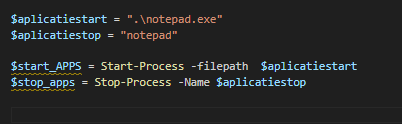 $aplicatiestart = ".\notepad.exe"
$aplicatiestop = "notepad"
$start_APPS = Start-Process -filepath  $aplicatiestart
$stop_apps = Stop-Process -Name $aplicatiestop